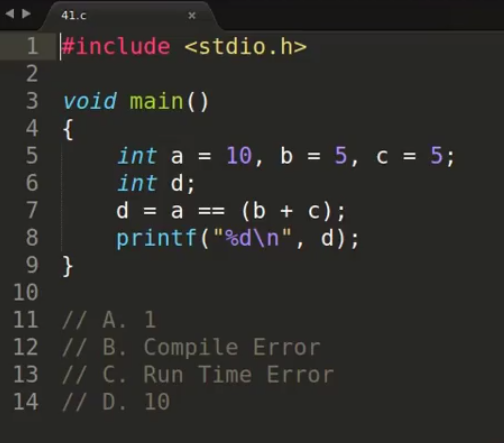 41.c
1 #include <stdio.h>
2
3 void main()
4 {
5     int a = 10, b = 5, c = 5;
6     int d;
7     d = a == (b + c);
8     printf("%d\n", d);
9 }
10
11 // A. 1
12 // B. Compile Error
13 // C. Run Time Error
14 // D. 10